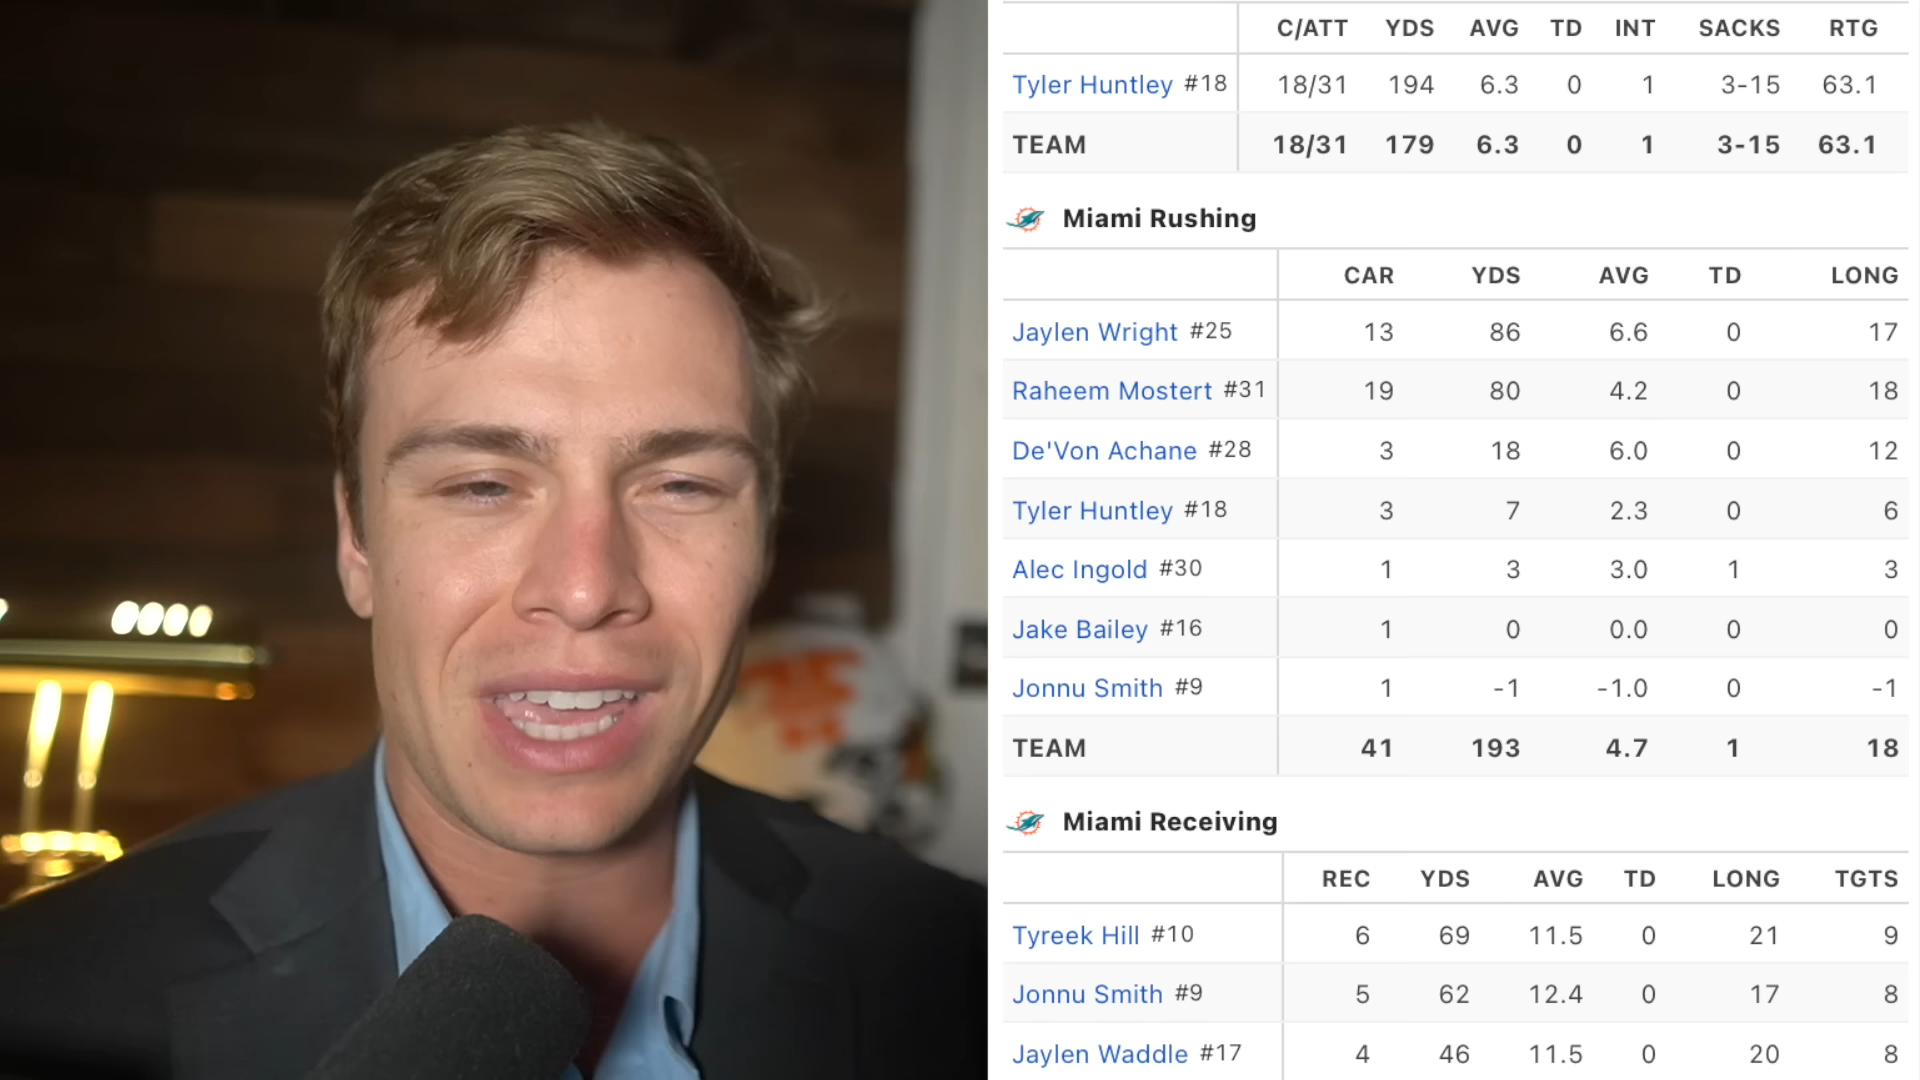 C/ATT YDS AVG TD INT SACKS RTG
Tyler Huntley #18 18/31 194 6.3 0 1 3-15 63.1
TEAM 18/31 179 6.3 0 1 3-15 63.1
Miami Rushing
CAR YDS AVG TD LONG
Jaylen Wright #25 13 86 6.6 0 17
Raheem Mostert #31 19 80 4.2 0 18
De'Von Achane #28 3 18 6.0 0 12
Tyler Huntley #18 3 7 2.3 0 6
Alec Ingold #30 1 3 3.0 1 3
Jake Bailey #16 1 0 0.0 0 0
Jonnu Smith #9 1 -1 -1.0 0 -1
TEAM 41 193 4.7 1 18
Miami Receiving
REC YDS AVG TD LONG TGTS
Tyreek Hill #10 6 69 11.5 0 21 9
Jonnu Smith #9 5 62 12.4 0 17 8
Jaylen Waddle #17 4 46 11.5 0 20 8